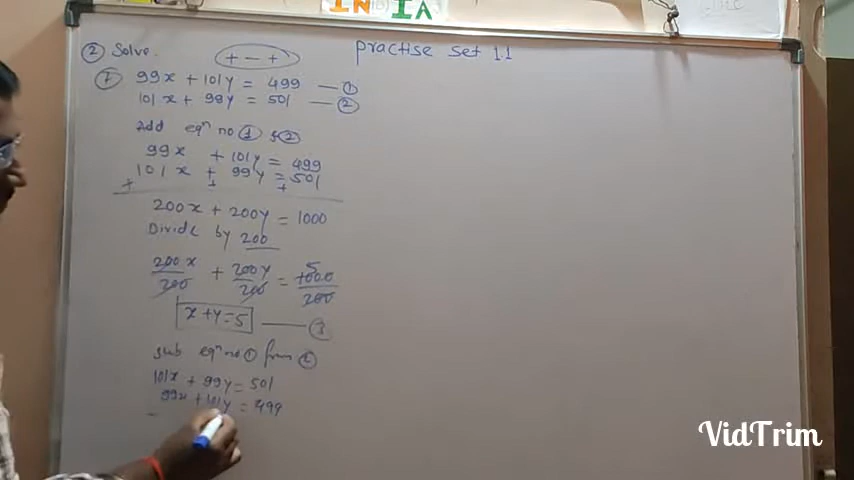 INDIA
practise set 1.1
② Solve.
+ - +
① 99x + 101y = 499 — ①
101x + 99y = 501 — ②
Add eqⁿ no ① & ②
99x + 101y = 499
101x + 99y = 501
+ + +
200x + 200y = 1000
Divide by 200
200x/200 + 200y/200 = 1000/200 5
x + y = 5 — ③
sub eqⁿ no ① from ②
101x + 99y = 501
99x + 101y = 499
-
VidTrim